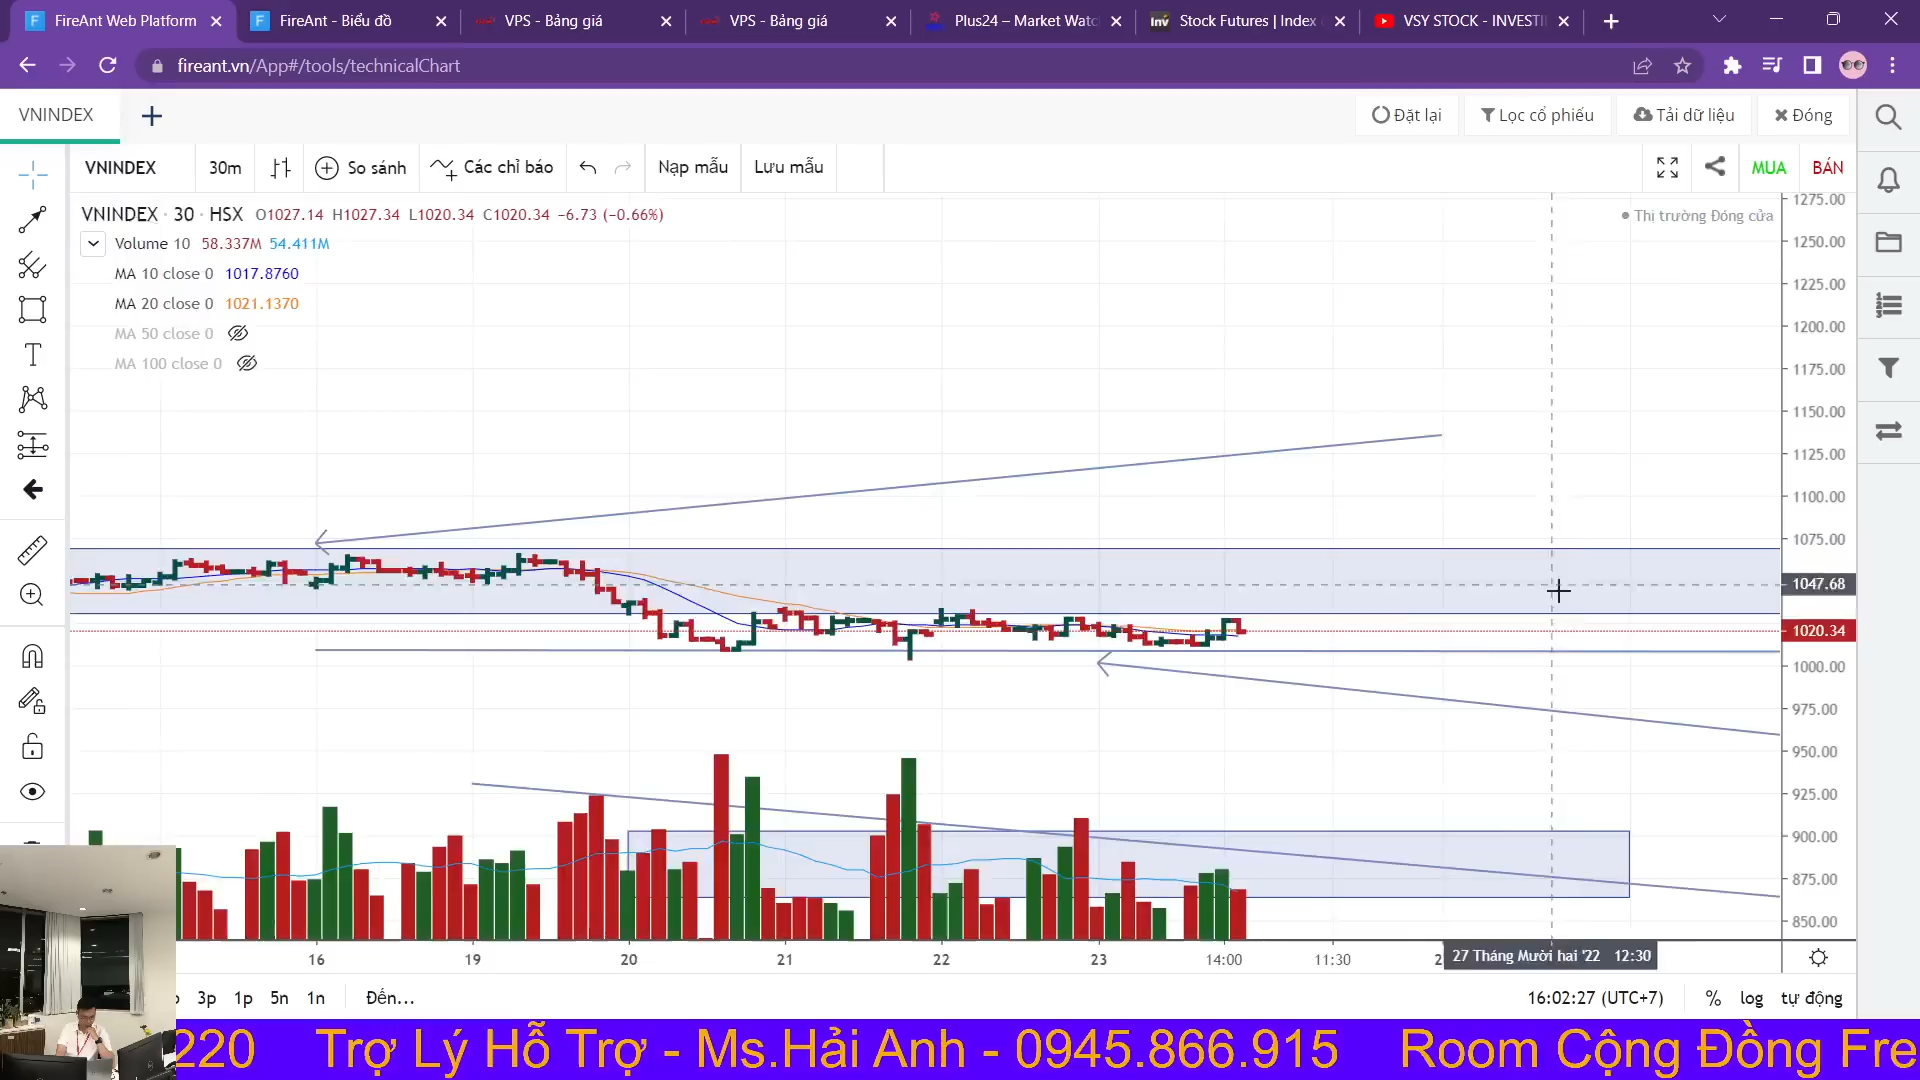 FireAnt Web Platform
FireAnt - Biểu đồ
VPS - Bảng giá
VPS - Bảng giá
Plus24 – Market Watc
Stock Futures | Index
VSY STOCK - INVESTI
fireant.vn/App#/tools/technicalChart
VNINDEX
Đặt lại
Lọc cổ phiếu
Tải dữ liệu
Đóng
VNINDEX 30m So sánh Các chỉ báo Nạp mẫu Lưu mẫu MUA BÁN
VNINDEX · 30 · HSX O1027.14 H1027.34 L1020.34 C1020.34 −6.73 (−0.66%)
Thị trường Đóng cửa
Volume 10 58.337M 54.411M
MA 10 close 0 1017.8760
MA 20 close 0 1021.1370
MA 50 close 0
MA 100 close 0
1275.00
1250.00
1225.00
1200.00
1175.00
1150.00
1125.00
1100.00
1075.00
1047.68
1020.34
1000.00
975.00
950.00
925.00
900.00
875.00
850.00
16 19 20 21 22 23 14:00 11:30
27 Tháng Mười hai '22 12:30
3p 1p 5n 1n Đến...
16:02:27 (UTC+7) % log tự động
220 Trợ Lý Hỗ Trợ - Ms.Hải Anh - 0945.866.915 Room Cộng Đồng Fre